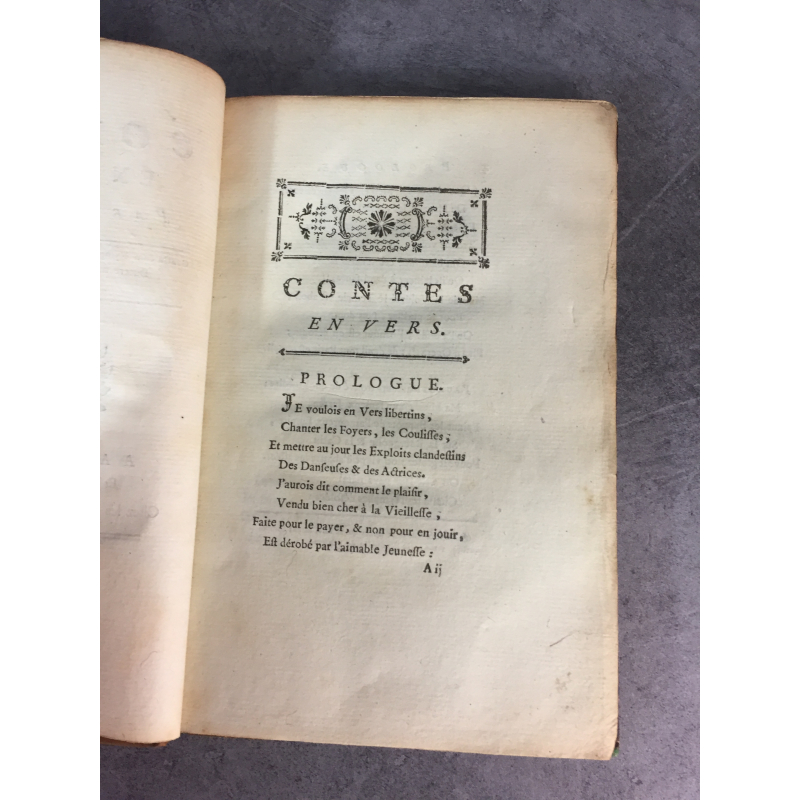 CONTES
EN VERS.
PROLOGUE.
JE voulois en Vers libertins,
Chanter les Foyers, les Coulisses;
Et mettre au jour les Exploits clandestins
Des Danseuses & des Actrices.
J'aurois dit comment le plaisir,
Vendu bien cher à la Vieillesse,
Faite pour le payer, & non pour en jouir,
Est dérobé par l'aimable Jeunesse:
A ij